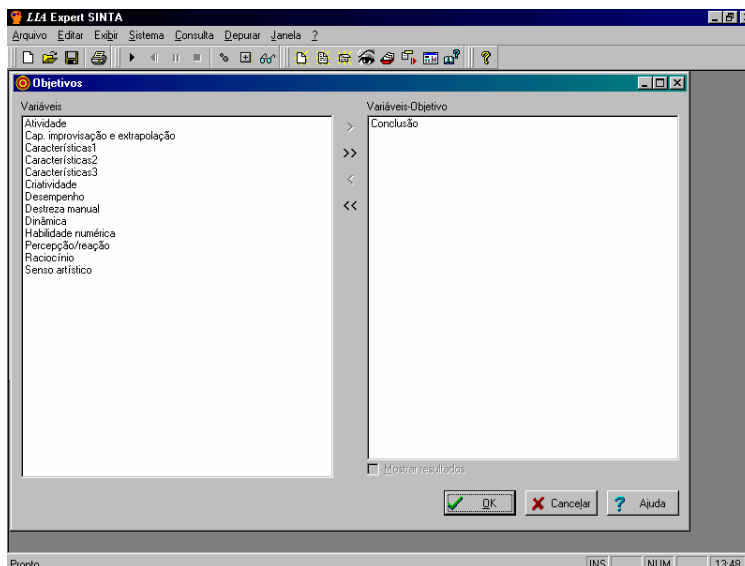 LIA Expert SINTA
Arquivo Editar Exibir Sistema Consulta Depurar Janela ?
Objetivos
Variáveis
Atividade
Cap. improvisação e extrapolação
Características1
Características2
Características3
Criatividade
Desempenho
Destreza manual
Dinâmica
Habilidade numérica
Percepção/reação
Raciocínio
Senso artístico
>
>>
<
<<
Variáveis-Objetivo
Conclusão
Mostrar resultados
OK
Cancelar
? Ajuda
Pronto
INS
NUM
13:48